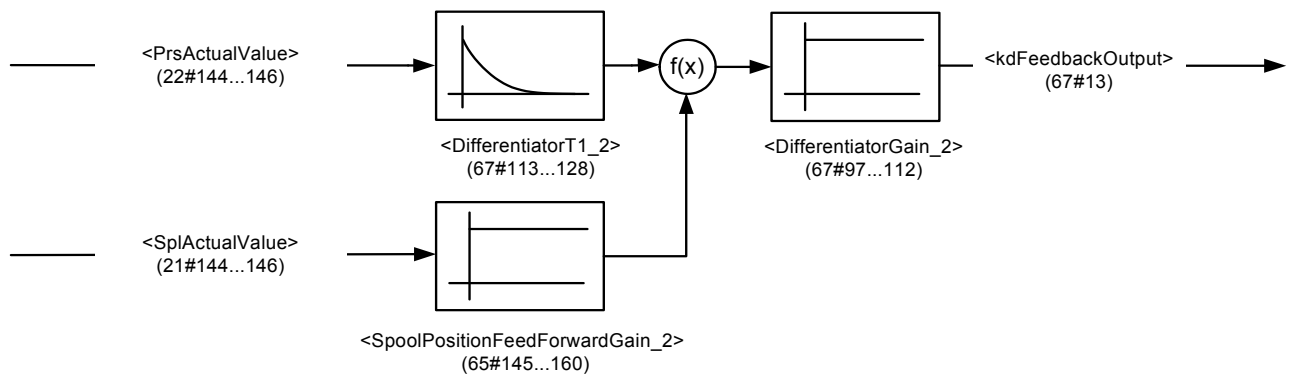 <PrsActualValue>
(22#144...146)
f(x)
<kdFeedbackOutput>
(67#13)
<DifferentiatorT1_2>
(67#113...128)
<DifferentiatorGain_2>
(67#97...112)
<SplActualValue>
(21#144...146)
<SpoolPositionFeedForwardGain_2>
(65#145...160)